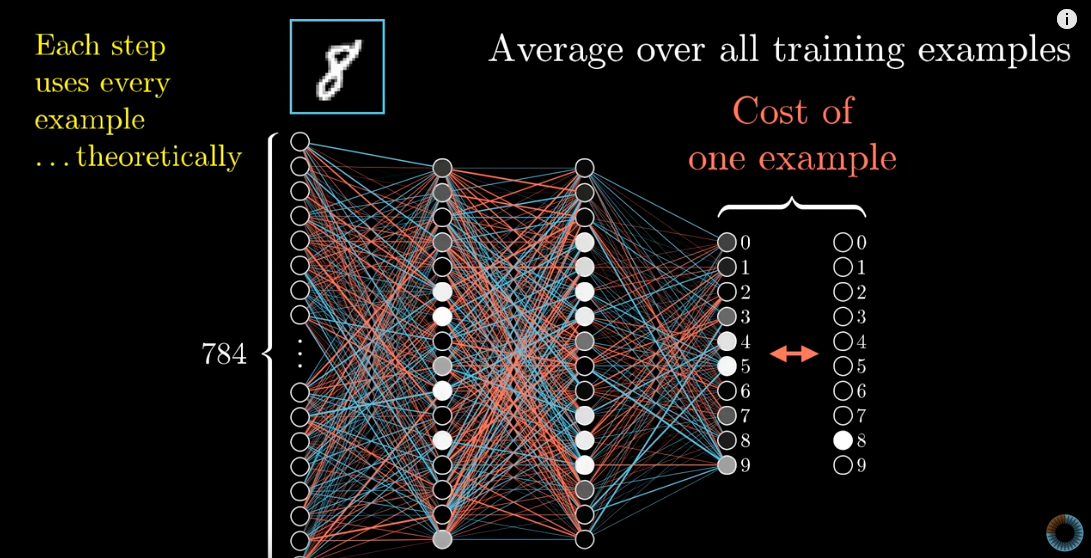 Each step
uses every
example
...theoretically
Average over all training examples
Cost of
one example
784
0
1
2
3
4
5
6
7
8
9
0
1
2
3
4
5
6
7
8
9
i